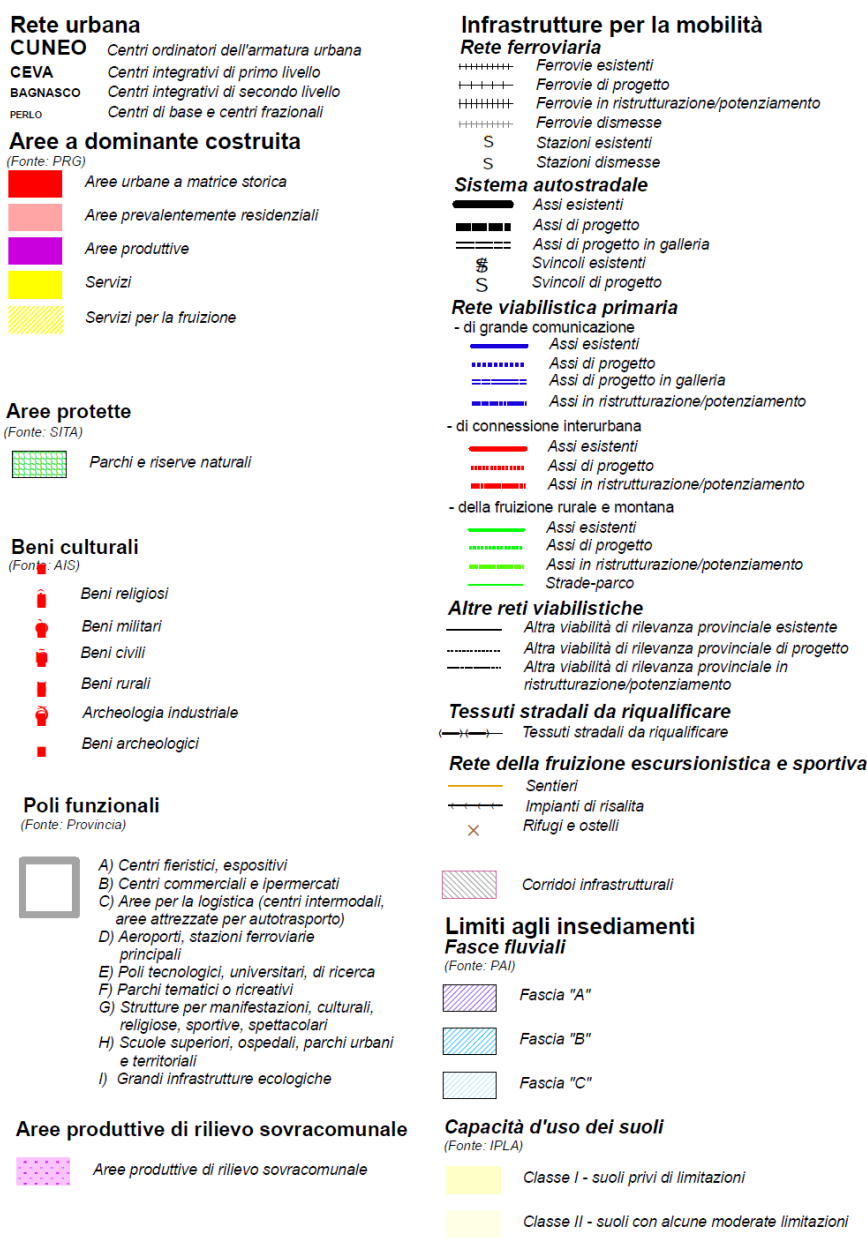 Rete urbana
CUNEO Centri ordinatori dell'armatura urbana
CEVA Centri integrativi di primo livello
BAGNASCO Centri integrativi di secondo livello
PERLO Centri di base e centri frazionali
Aree a dominante costruita
(Fonte: PRG)
Aree urbane a matrice storica
Aree prevalentemente residenziali
Aree produttive
Servizi
Servizi per la fruizione
Aree protette
(Fonte: SITA)
Parchi e riserve naturali
Beni culturali
(Fonte: AIS)
Beni religiosi
Beni militari
Beni civili
Beni rurali
Archeologia industriale
Beni archeologici
Poli funzionali
(Fonte: Provincia)
A) Centri fieristici, espositivi
B) Centri commerciali e ipermercati
C) Aree per la logistica (centri intermodali,
aree attrezzate per autotrasporto)
D) Aeroporti, stazioni ferroviarie
principali
E) Poli tecnologici, universitari, di ricerca
F) Parchi tematici o ricreativi
G) Strutture per manifestazioni, culturali,
religiose, sportive, spettacolari
H) Scuole superiori, ospedali, parchi urbani
e territoriali
I) Grandi infrastrutture ecologiche
Aree produttive di rilievo sovracomunale
Aree produttive di rilievo sovracomunale
Infrastrutture per la mobilità
Rete ferroviaria
Ferrovie esistenti
Ferrovie di progetto
Ferrovie in ristrutturazione/potenziamento
Ferrovie dismesse
S Stazioni esistenti
S Stazioni dismesse
Sistema autostradale
Assi esistenti
Assi di progetto
Assi di progetto in galleria
Svincoli esistenti
S Svincoli di progetto
Rete viabilistica primaria
- di grande comunicazione
Assi esistenti
Assi di progetto
Assi di progetto in galleria
Assi in ristrutturazione/potenziamento
- di connessione interurbana
Assi esistenti
Assi di progetto
Assi in ristrutturazione/potenziamento
- della fruizione rurale e montana
Assi esistenti
Assi di progetto
Assi in ristrutturazione/potenziamento
Strade-parco
Altre reti viabilistiche
Altra viabilità di rilevanza provinciale esistente
Altra viabilità di rilevanza provinciale di progetto
Altra viabilità di rilevanza provinciale in
ristrutturazione/potenziamento
Tessuti stradali da riqualificare
Tessuti stradali da riqualificare
Rete della fruizione escursionistica e sportiva
Sentieri
Impianti di risalita
Rifugi e ostelli
Corridoi infrastrutturali
Limiti agli insediamenti
Fasce fluviali
(Fonte: PAI)
Fascia "A"
Fascia "B"
Fascia "C"
Capacità d'uso dei suoli
(Fonte: IPLA)
Classe I - suoli privi di limitazioni
Classe II - suoli con alcune moderate limitazioni